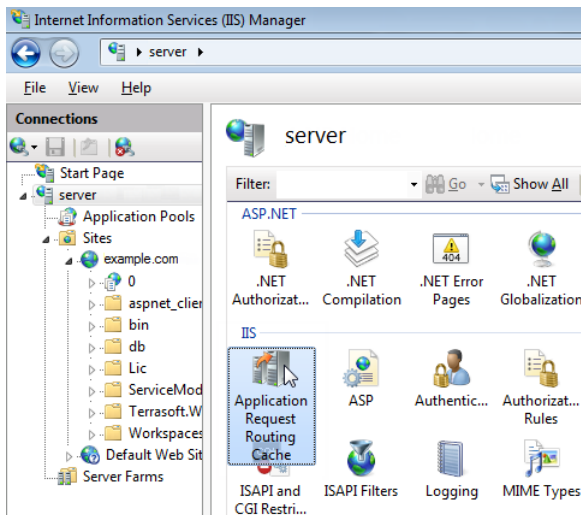 Internet Information Services (IIS) Manager
server
File View Help
Connections
Start Page
server
Application Pools
Sites
example.com
0
aspnet_clier
bin
db
Lic
ServiceMod
Terrasoft.W
Workspaces
Default Web Sit
Server Farms
server
Filter: Go Show All
ASP.NET
.NET Authorizat...
.NET Compilation
.NET Error Pages
.NET Globalization
IIS
Application Request Routing Cache
ASP
Authentic...
Authorizat... Rules
ISAPI and CGI Restri...
ISAPI Filters
Logging
MIME Types
404